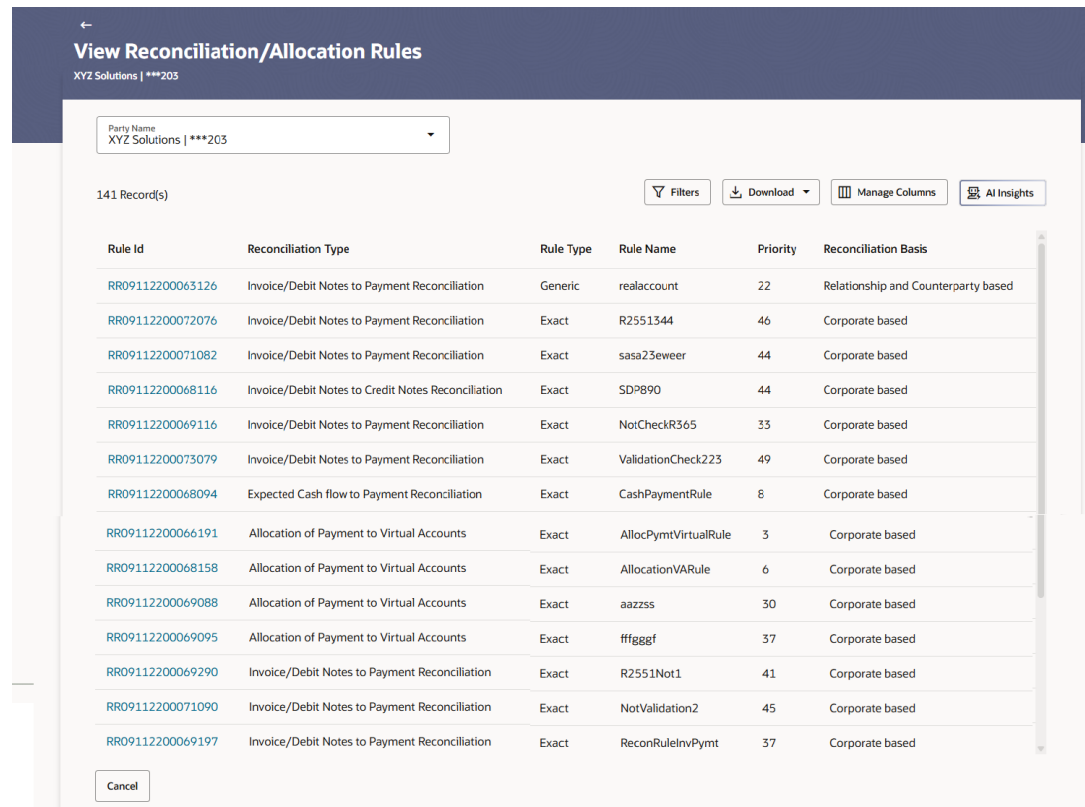 View Reconciliation/Allocation Rules
XYZ Solutions | ***203
Party Name
XYZ Solutions | ***203
141 Record(s)
Filters
Download
Manage Columns
AI Insights
Rule Id Reconciliation Type Rule Type Rule Name Priority Reconciliation Basis
RR09112200063126 Invoice/Debit Notes to Payment Reconciliation Generic realaccount 22 Relationship and Counterparty based
RR09112200072076 Invoice/Debit Notes to Payment Reconciliation Exact R2551344 46 Corporate based
RR09112200071082 Invoice/Debit Notes to Payment Reconciliation Exact sasa23eweer 44 Corporate based
RR09112200068116 Invoice/Debit Notes to Credit Notes Reconciliation Exact SDP890 44 Corporate based
RR09112200069116 Invoice/Debit Notes to Payment Reconciliation Exact NotCheckR365 33 Corporate based
RR09112200073079 Invoice/Debit Notes to Payment Reconciliation Exact ValidationCheck223 49 Corporate based
RR09112200068094 Expected Cash flow to Payment Reconciliation Exact CashPaymentRule 8 Corporate based
RR09112200066191 Allocation of Payment to Virtual Accounts Exact AllocPymtVirtualRule 3 Corporate based
RR09112200068158 Allocation of Payment to Virtual Accounts Exact AllocationVARule 6 Corporate based
RR09112200069088 Allocation of Payment to Virtual Accounts Exact aazzss 30 Corporate based
RR09112200069095 Allocation of Payment to Virtual Accounts Exact fffgggf 37 Corporate based
RR09112200069290 Invoice/Debit Notes to Payment Reconciliation Exact R2551Not1 41 Corporate based
RR09112200071090 Invoice/Debit Notes to Payment Reconciliation Exact NotValidation2 45 Corporate based
RR09112200069197 Invoice/Debit Notes to Payment Reconciliation Exact ReconRuleInvPymt 37 Corporate based
Cancel